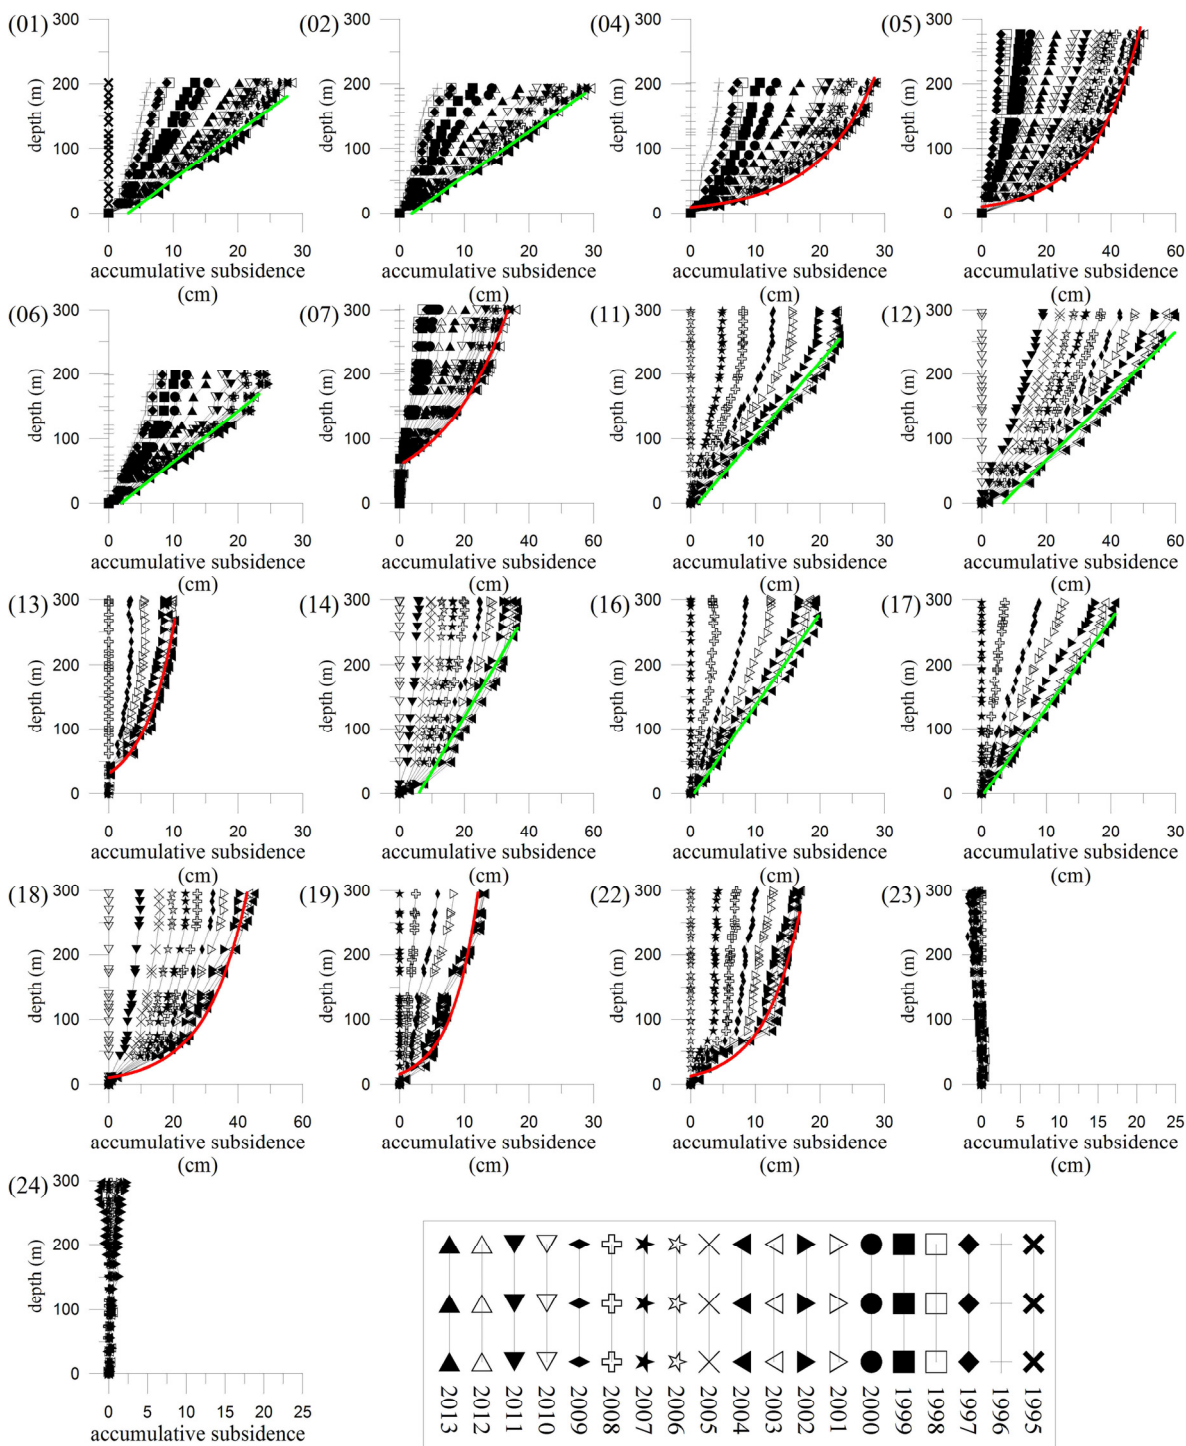 (01) 300 200 100 0
depth (m)
0 10 20 30
accumulative subsidence
(cm)
(02) 300 200 100 0
depth (m)
0 10 20 30
accumulative subsidence
(cm)
(04) 300 200 100 0
depth (m)
0 10 20 30
accumulative subsidence
(cm)
(05) 300 200 100 0
depth (m)
0 20 40 60
accumulative subsidence
(cm)
(06) 300 200 100 0
depth (m)
0 10 20 30
accumulative subsidence
(cm)
(07) 300 200 100 0
depth (m)
0 20 40 60
accumulative subsidence
(cm)
(11) 300 200 100 0
depth (m)
0 10 20 30
accumulative subsidence
(cm)
(12) 300 200 100 0
depth (m)
0 20 40 60
accumulative subsidence
(cm)
(13) 300 200 100 0
depth (m)
0 10 20 30
accumulative subsidence
(cm)
(14) 300 200 100 0
depth (m)
0 20 40 60
accumulative subsidence
(cm)
(16) 300 200 100 0
depth (m)
0 10 20 30
accumulative subsidence
(cm)
(17) 300 200 100 0
depth (m)
0 10 20 30
accumulative subsidence
(cm)
(18) 300 200 100 0
depth (m)
0 20 40 60
accumulative subsidence
(cm)
(19) 300 200 100 0
depth (m)
0 10 20 30
accumulative subsidence
(cm)
(22) 300 200 100 0
depth (m)
0 10 20 30
accumulative subsidence
(cm)
(23) 300 200 100 0
depth (m)
0 5 10 15 20 25
accumulative subsidence
(cm)
(24) 300 200 100 0
depth (m)
0 5 10 15 20 25
accumulative subsidence
2013
2012
2011
2010
2009
2008
2007
2006
2005
2004
2003
2002
2001
2000
1999
1998
1997
1996
1995